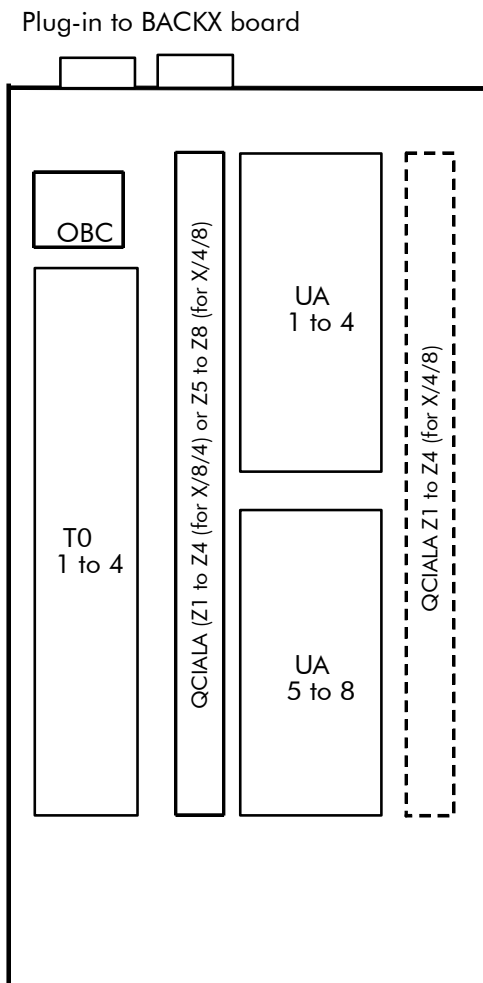 Plug-in to BACKX board
OBC
T0
1 to 4
QCIALA (Z1 to Z4 (for X/8/4) or Z5 to Z8 (for X/4/8)
UA
1 to 4
UA
5 to 8
QCIALA Z1 to Z4 (for X/4/8)